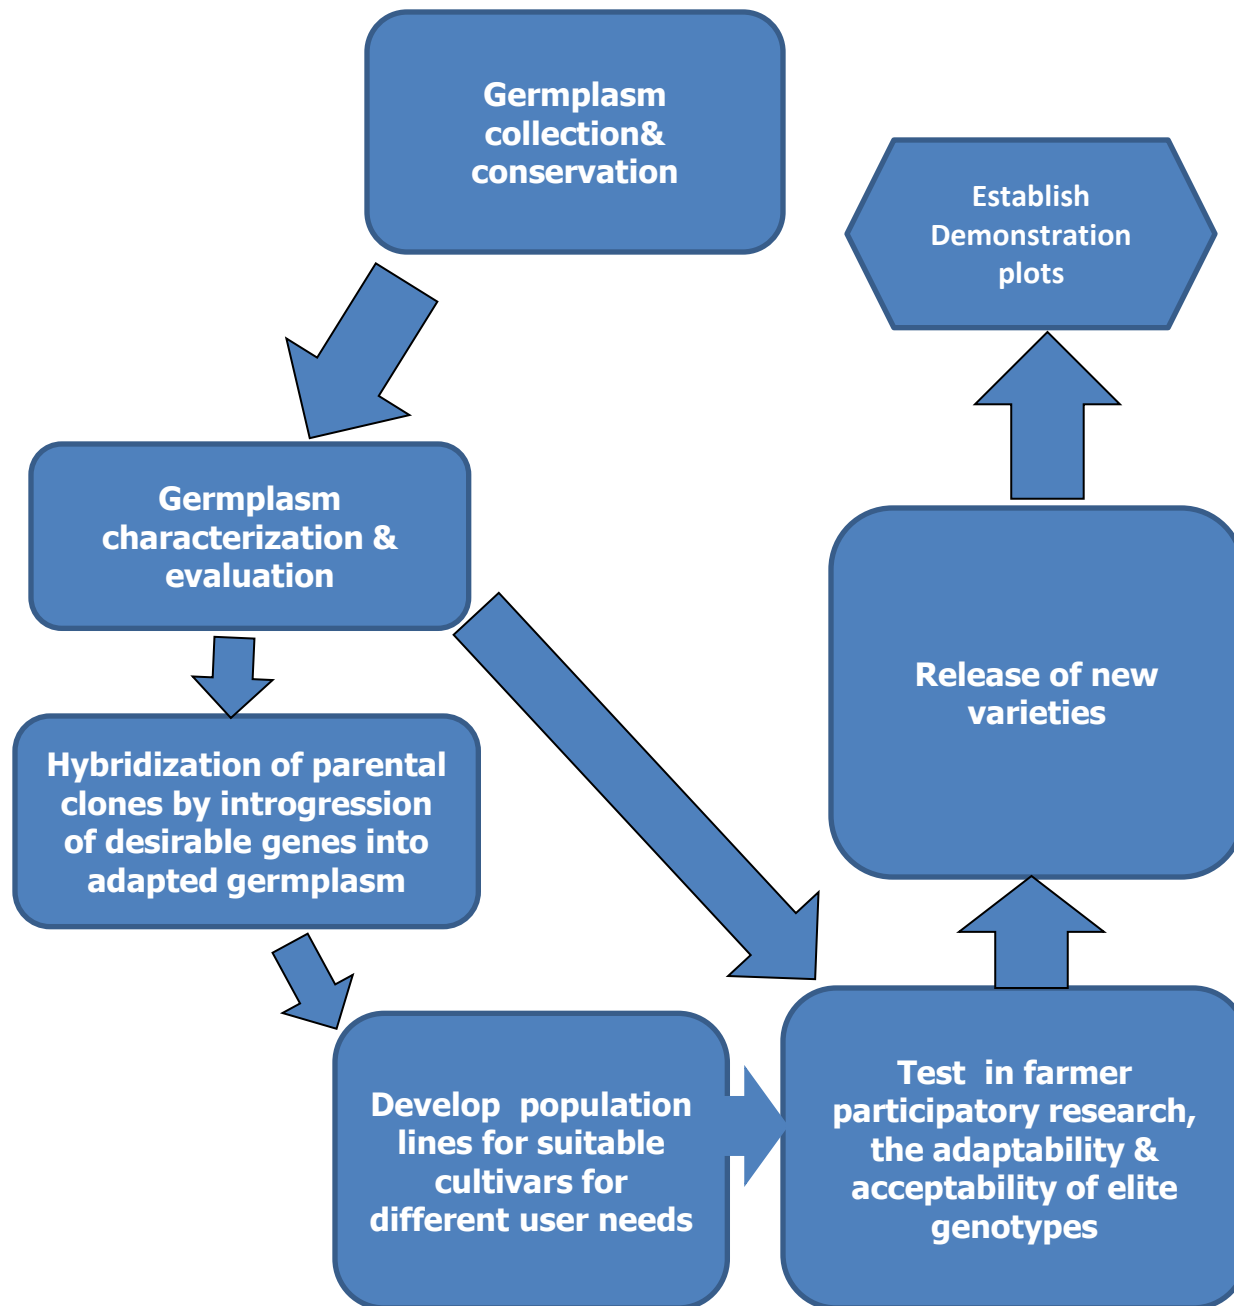 Germplasm
collection&
conservation
Establish
Demonstration
plots
Germplasm
characterization &
evaluation
Release of new
varieties
Hybridization of parental
clones by introgression
of desirable genes into
adapted germplasm
Develop  population
lines for suitable
cultivars for
different user needs
Test  in farmer
participatory research,
the adaptability &
acceptability of elite
genotypes